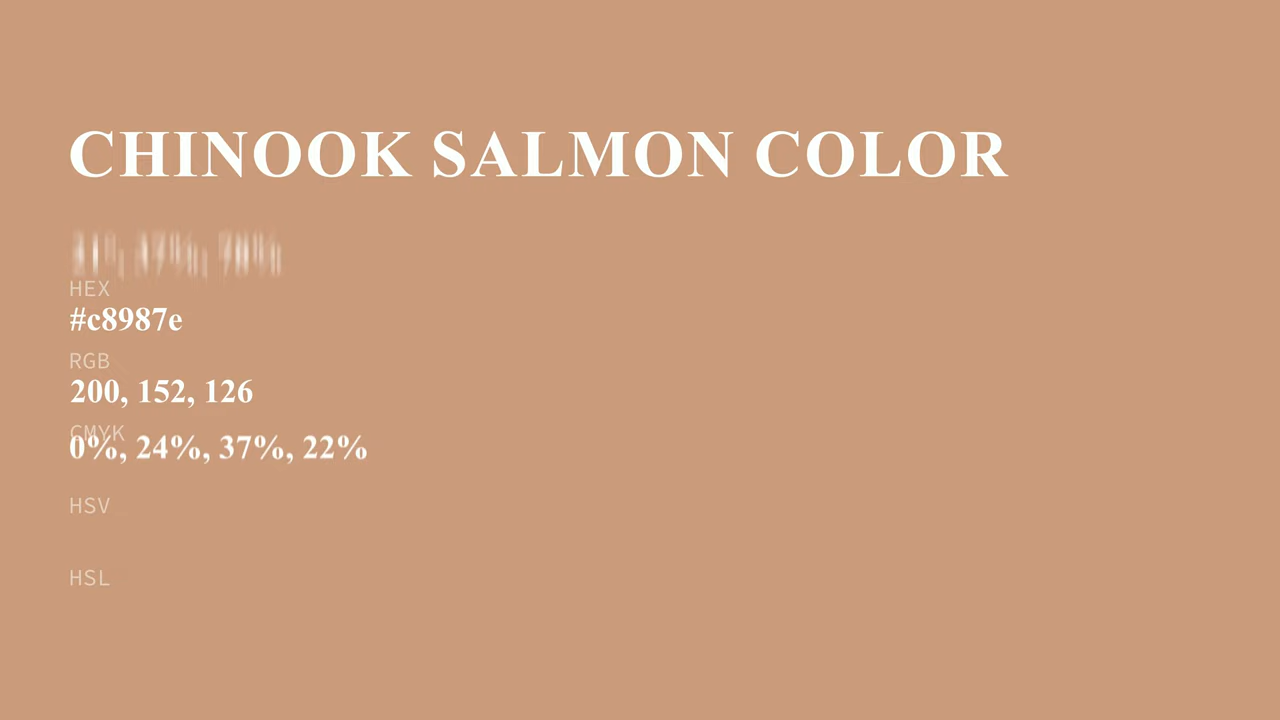 CHINOOK SALMON COLOR
HEX
#c8987e
RGB
200, 152, 126
CMYK
0%, 24%, 37%, 22%
HSV
HSL